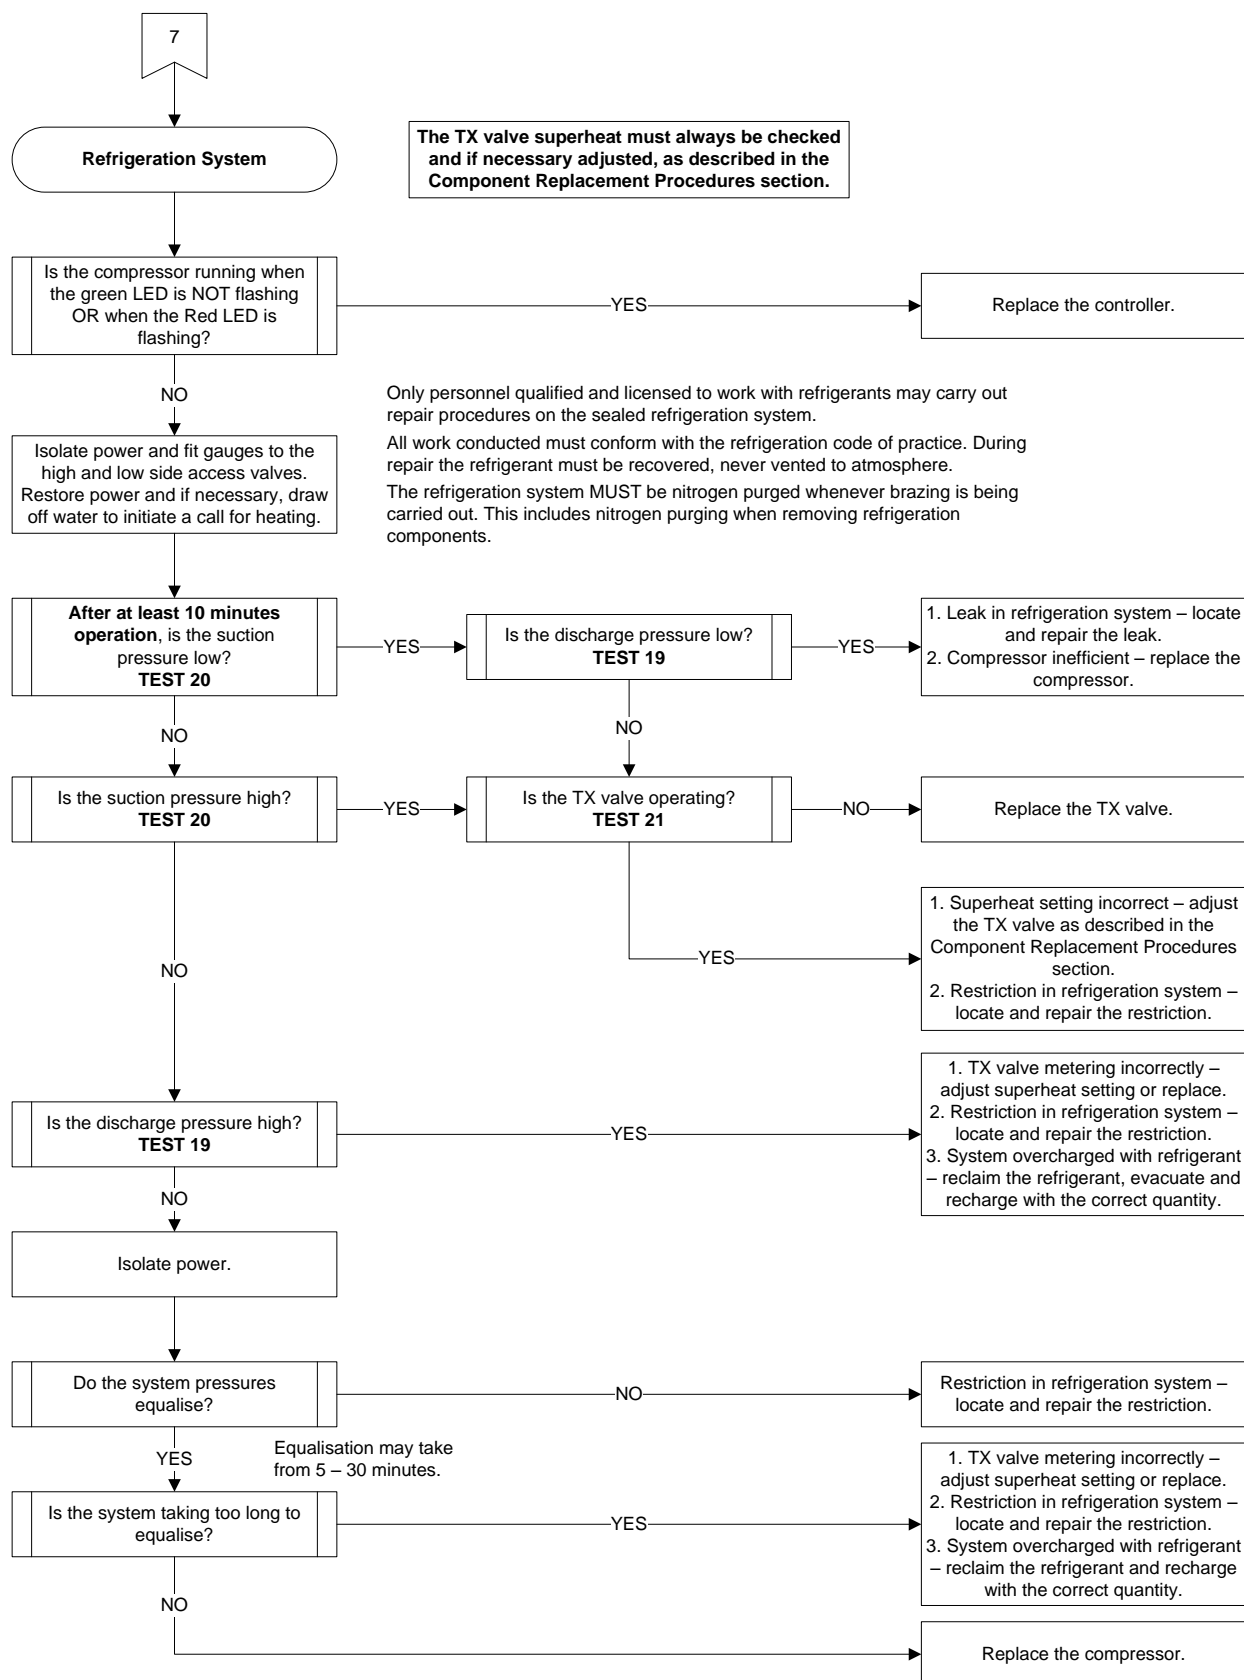 7
Refrigeration System
The TX valve superheat must always be checked
and if necessary adjusted, as described in the
Component Replacement Procedures section.
Is the compressor running when
the green LED is NOT flashing
OR when the Red LED is
flashing?
YES
Replace the controller.
NO
Only personnel qualified and licensed to work with refrigerants may carry out
repair procedures on the sealed refrigeration system.
All work conducted must conform with the refrigeration code of practice. During
repair the refrigerant must be recovered, never vented to atmosphere.
The refrigeration system MUST be nitrogen purged whenever brazing is being
carried out. This includes nitrogen purging when removing refrigeration
components.
Isolate power and fit gauges to the
high and low side access valves.
Restore power and if necessary, draw
off water to initiate a call for heating.
After at least 10 minutes
operation, is the suction
pressure low?
TEST 20
YES
Is the discharge pressure low?
TEST 19
YES
1. Leak in refrigeration system – locate
and repair the leak.
2. Compressor inefficient – replace the
compressor.
NO
NO
Is the suction pressure high?
TEST 20
YES
Is the TX valve operating?
TEST 21
NO
Replace the TX valve.
YES
1. Superheat setting incorrect – adjust
the TX valve as described in the
Component Replacement Procedures
section.
2. Restriction in refrigeration system –
locate and repair the restriction.
NO
Is the discharge pressure high?
TEST 19
YES
1. TX valve metering incorrectly –
adjust superheat setting or replace.
2. Restriction in refrigeration system –
locate and repair the restriction.
3. System overcharged with refrigerant
– reclaim the refrigerant, evacuate and
recharge with the correct quantity.
NO
Isolate power.
Do the system pressures
equalise?
NO
Restriction in refrigeration system –
locate and repair the restriction.
YES
Equalisation may take
from 5 – 30 minutes.
Is the system taking too long to
equalise?
YES
1. TX valve metering incorrectly –
adjust superheat setting or replace.
2. Restriction in refrigeration system –
locate and repair the restriction.
3. System overcharged with refrigerant
– reclaim the refrigerant and recharge
with the correct quantity.
NO
Replace the compressor.